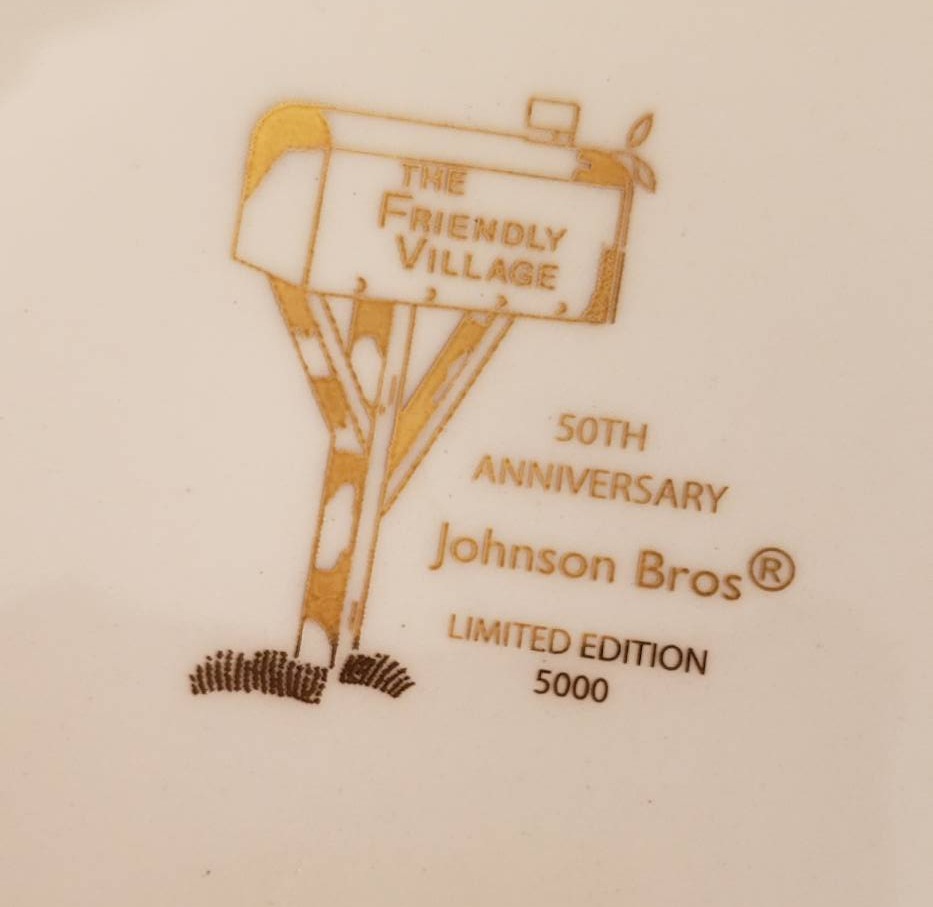 THE
FRIENDLY
VILLAGE
50TH
ANNIVERSARY
Johnson Bros®
LIMITED EDITION
5000